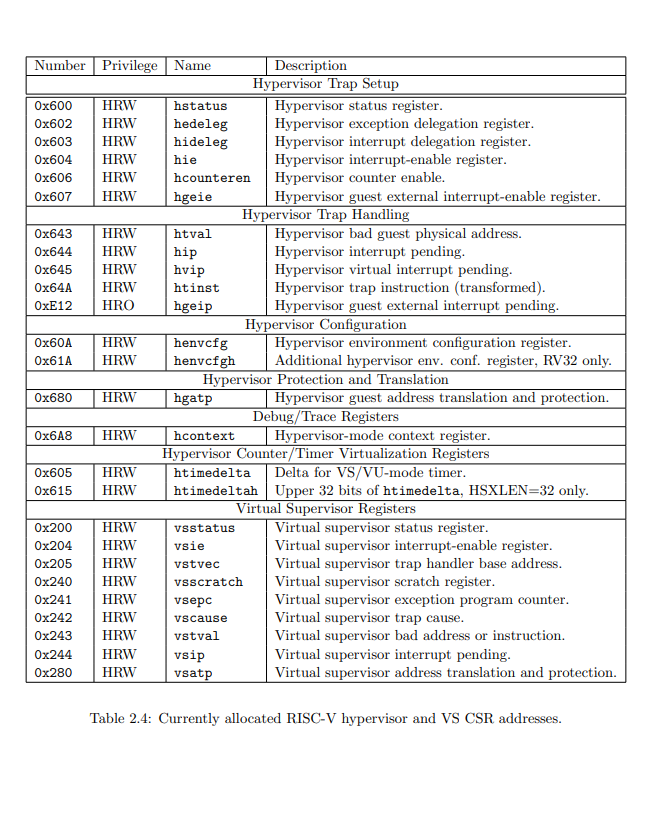 Number Privilege Name Description
Hypervisor Trap Setup
0x600 HRW hstatus Hypervisor status register.
0x602 HRW hedeleg Hypervisor exception delegation register.
0x603 HRW hideleg Hypervisor interrupt delegation register.
0x604 HRW hie Hypervisor interrupt-enable register.
0x606 HRW hcounteren Hypervisor counter enable.
0x607 HRW hgeie Hypervisor guest external interrupt-enable register.
Hypervisor Trap Handling
0x643 HRW htval Hypervisor bad guest physical address.
0x644 HRW hip Hypervisor interrupt pending.
0x645 HRW hvip Hypervisor virtual interrupt pending.
0x64A HRW htinst Hypervisor trap instruction (transformed).
0xE12 HRO hgeip Hypervisor guest external interrupt pending.
Hypervisor Configuration
0x60A HRW henvcfg Hypervisor environment configuration register.
0x61A HRW henvcfgh Additional hypervisor env. conf. register, RV32 only.
Hypervisor Protection and Translation
0x680 HRW hgatp Hypervisor guest address translation and protection.
Debug/Trace Registers
0x6A8 HRW hcontext Hypervisor-mode context register.
Hypervisor Counter/Timer Virtualization Registers
0x605 HRW htimedelta Delta for VS/VU-mode timer.
0x615 HRW htimedeltah Upper 32 bits of htimedelta, HSXLEN=32 only.
Virtual Supervisor Registers
0x200 HRW vsstatus Virtual supervisor status register.
0x204 HRW vsie Virtual supervisor interrupt-enable register.
0x205 HRW vstvec Virtual supervisor trap handler base address.
0x240 HRW vsscratch Virtual supervisor scratch register.
0x241 HRW vsepc Virtual supervisor exception program counter.
0x242 HRW vscause Virtual supervisor trap cause.
0x243 HRW vstval Virtual supervisor bad address or instruction.
0x244 HRW vsip Virtual supervisor interrupt pending.
0x280 HRW vsatp Virtual supervisor address translation and protection.
Table 2.4: Currently allocated RISC-V hypervisor and VS CSR addresses.